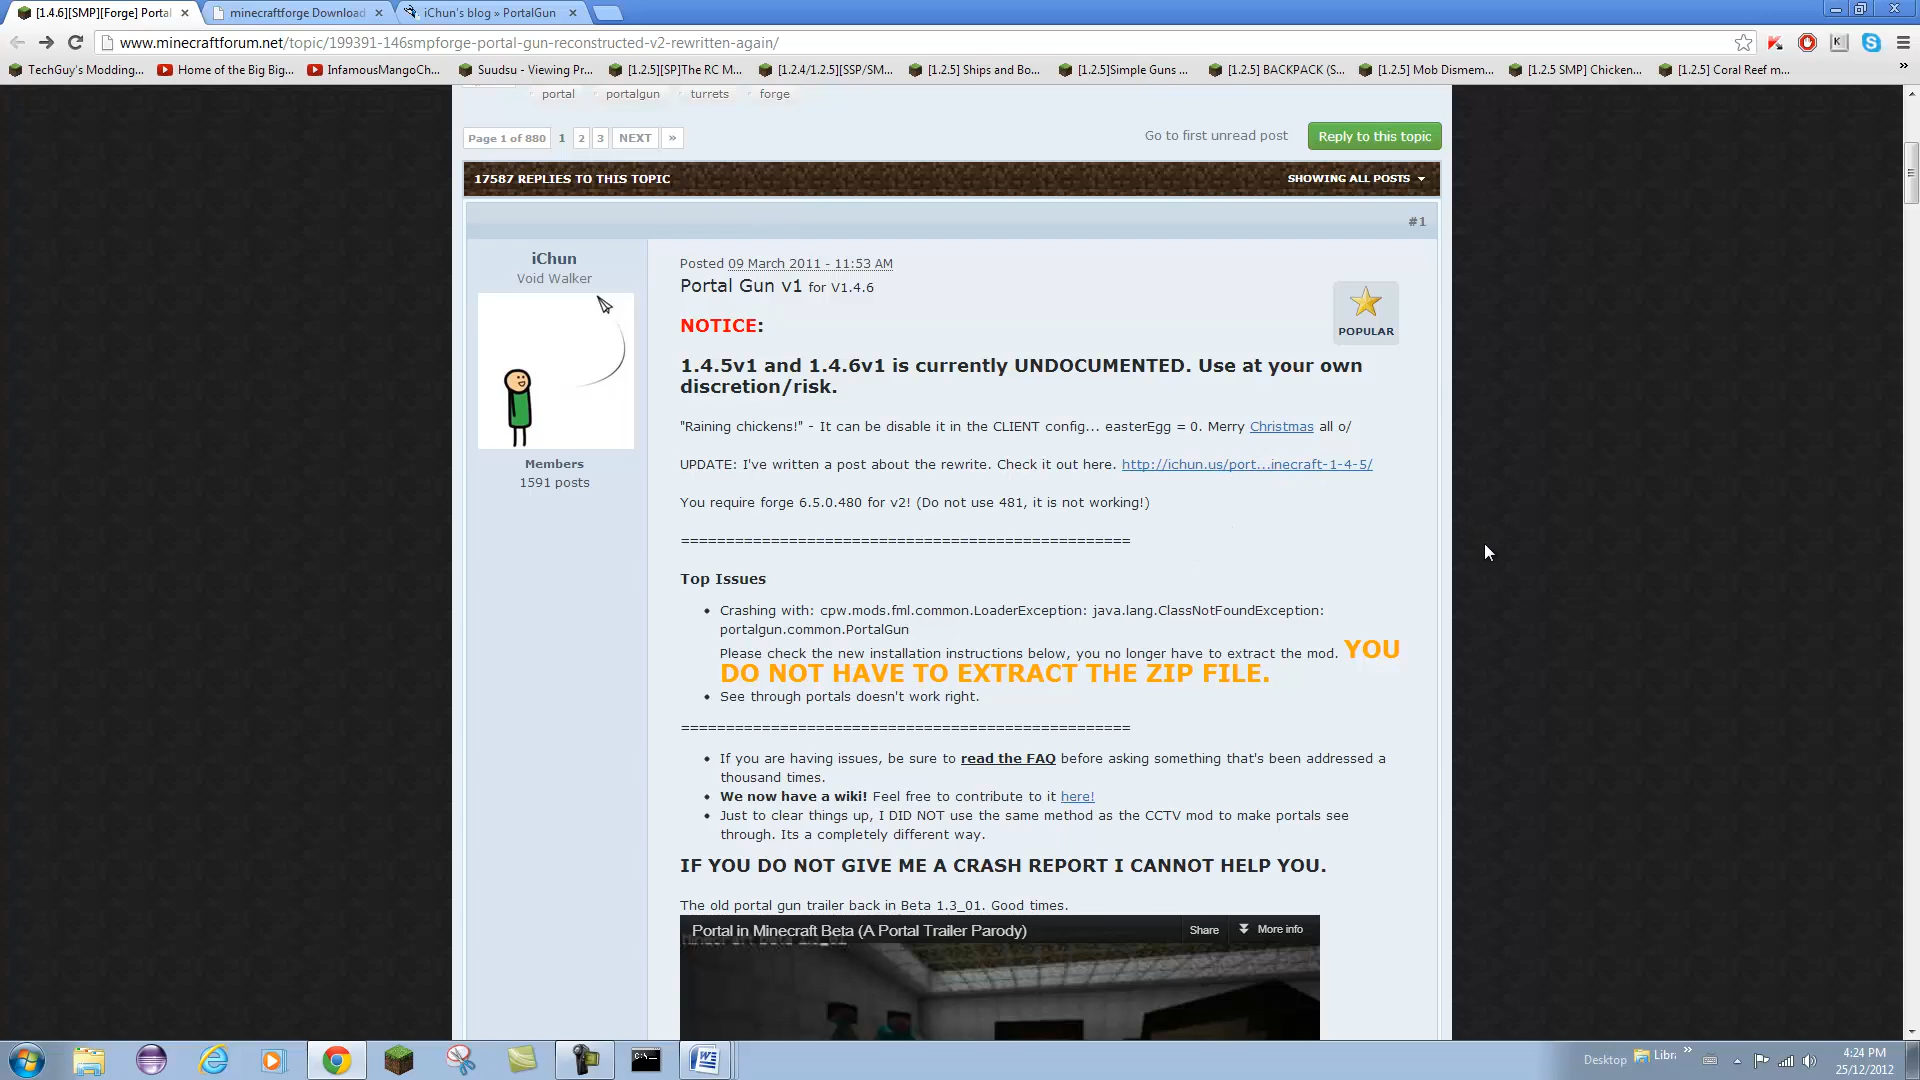 [1.4.6][SMP][Forge] Portal
minecraftforge Download
iChun's blog » PortalGun
www.minecraftforum.net/topic/199391-146smpforge-portal-gun-reconstructed-v2-rewritten-again/
TechGuy's Modding...
Home of the Big Big...
InfamousMangoCh...
Suudsu - Viewing Pr...
[1.2.5][SP]The RC M...
[1.2.4/1.2.5][SSP/SM...
[1.2.5] Ships and Bo...
[1.2.5]Simple Guns ...
[1.2.5] BACKPACK (S...
[1.2.5] Mob Dismem...
[1.2.5 SMP] Chicken...
[1.2.5] Coral Reef m...
»
portal
portalgun
turrets
forge
Page 1 of 880
1
2
3
NEXT
»
Go to first unread post
Reply to this topic
17587 REPLIES TO THIS TOPIC
SHOWING ALL POSTS
#1
iChun
Void Walker
Members
1591 posts
Posted 09 March 2011 - 11:53 AM
Portal Gun v1 for V1.4.6
POPULAR
NOTICE:
1.4.5v1 and 1.4.6v1 is currently UNDOCUMENTED. Use at your own
discretion/risk.
"Raining chickens!" - It can be disable it in the CLIENT config... easterEgg = 0. Merry Christmas all o/
UPDATE: I've written a post about the rewrite. Check it out here. http://ichun.us/port...inecraft-1-4-5/
You require forge 6.5.0.480 for v2! (Do not use 481, it is not working!)
==================================================
Top Issues
• Crashing with: cpw.mods.fml.common.LoaderException: java.lang.ClassNotFoundException:
portalgun.common.PortalGun
Please check the new installation instructions below, you no longer have to extract the mod. YOU
DO NOT HAVE TO EXTRACT THE ZIP FILE.
• See through portals doesn't work right.
==================================================
• If you are having issues, be sure to read the FAQ before asking something that's been addressed a
thousand times.
• We now have a wiki! Feel free to contribute to it here!
• Just to clear things up, I DID NOT use the same method as the CCTV mod to make portals see
through. Its a completely different way.
IF YOU DO NOT GIVE ME A CRASH REPORT I CANNOT HELP YOU.
The old portal gun trailer back in Beta 1.3_01. Good times.
Portal in Minecraft Beta (A Portal Trailer Parody)
Share
More info
Desktop
Libra
»
4:24 PM
25/12/2012